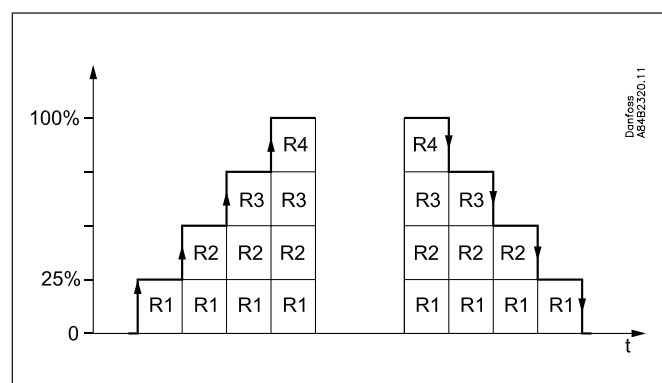 Danfoss
A84B2320.11
100%
R4 R4
R3 R3 R3 R3
R2 R2 R2 R2 R2 R2
25%
R1 R1 R1 R1 R1 R1 R1 R1
0
t